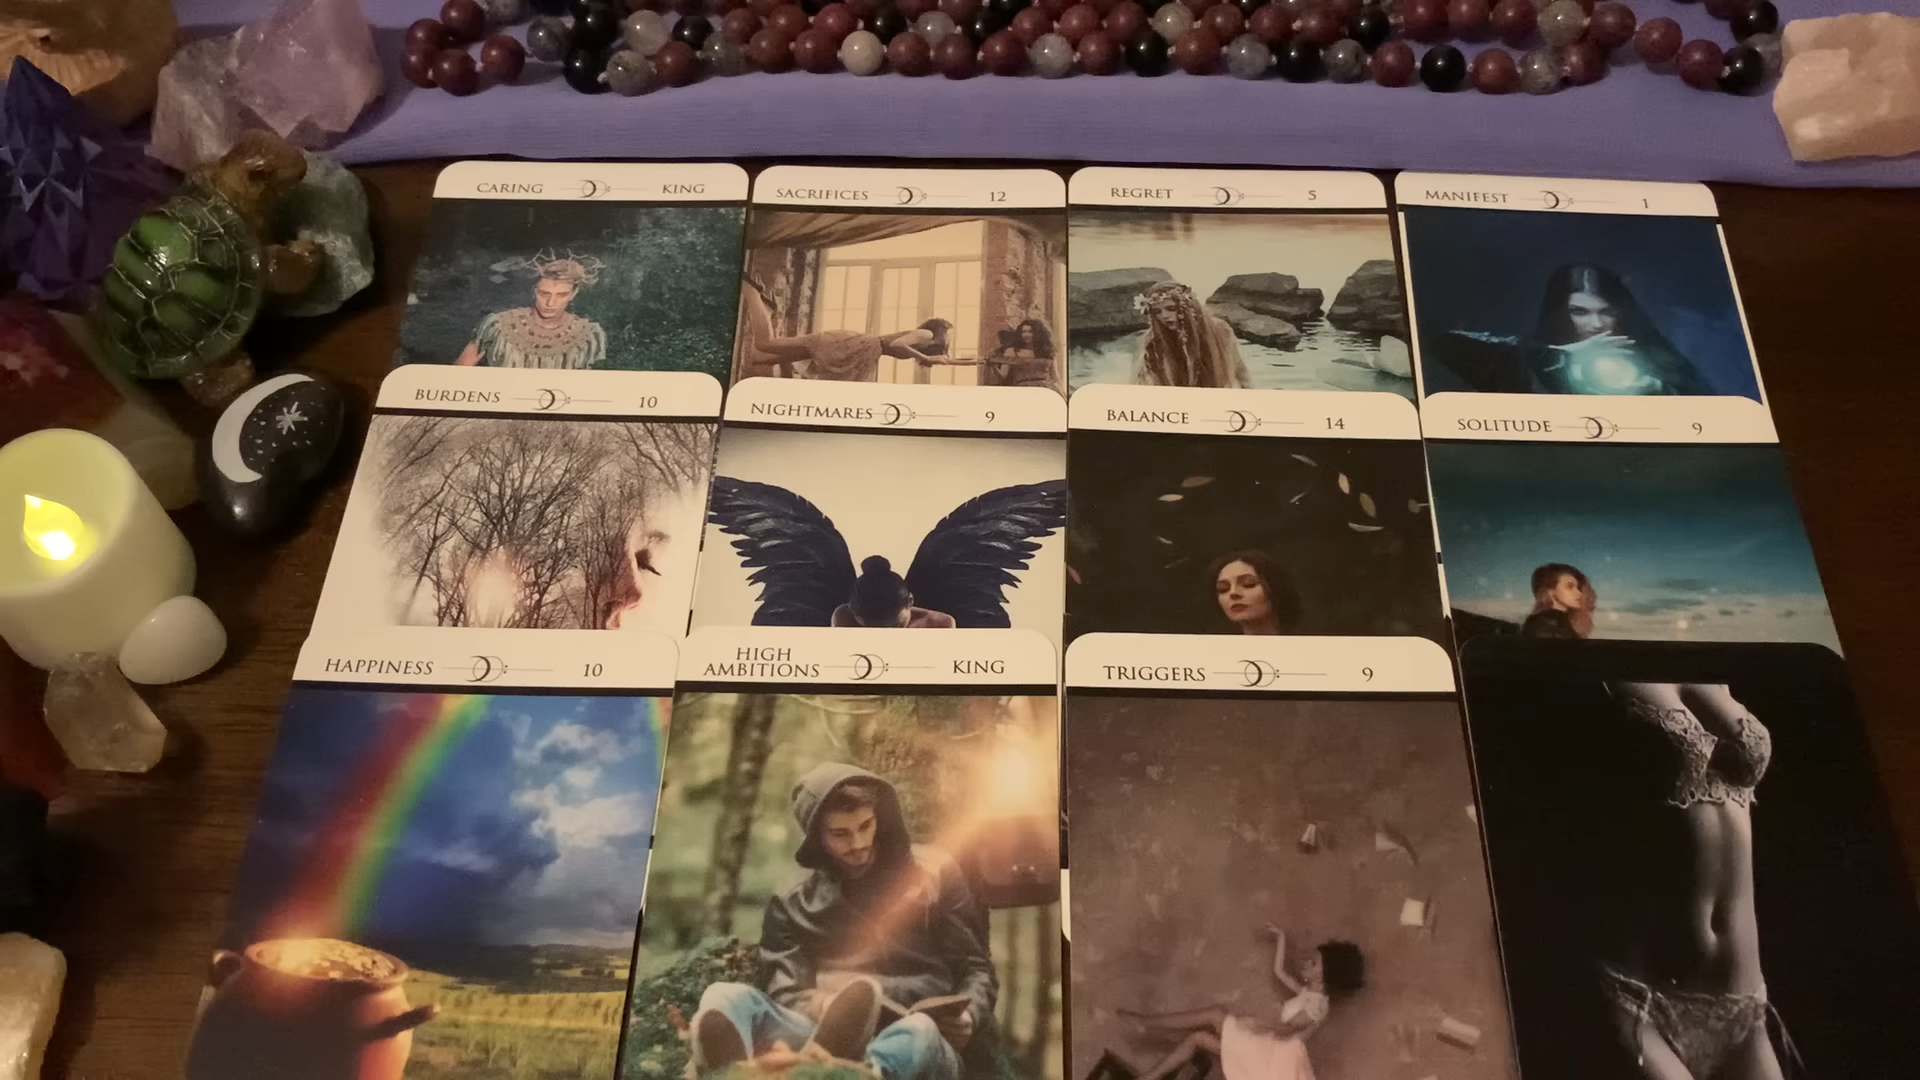 CARING KING
SACRIFICES 12
REGRET 5
MANIFEST 1
BURDENS 10
NIGHTMARES 9
BALANCE 14
SOLITUDE 9
HAPPINESS 10
HIGH
AMBITIONS KING
TRIGGERS 9